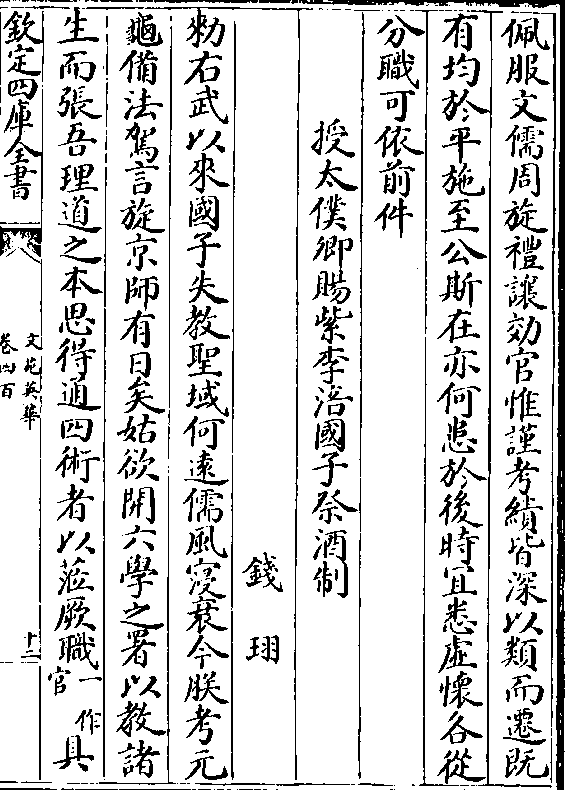 佩服文儒周旋禮讓効官惟謹考績皆深以類而遷既
有均於平施至公斯在亦何患於後時宜悉虛懷各從
分職可依前件
授太僕卿賜紫李涪國子祭酒制
錢珝
勑右武以來國子失教聖域何遠儒風寖衰今朕考元
龜備法駕言旋京師有日矣姑欲開六學之署以教諸
生而張吾理道之本思得通四術者以蒞厥職一作官具
欽定四庫全書
文苑英華
卷四百
十二